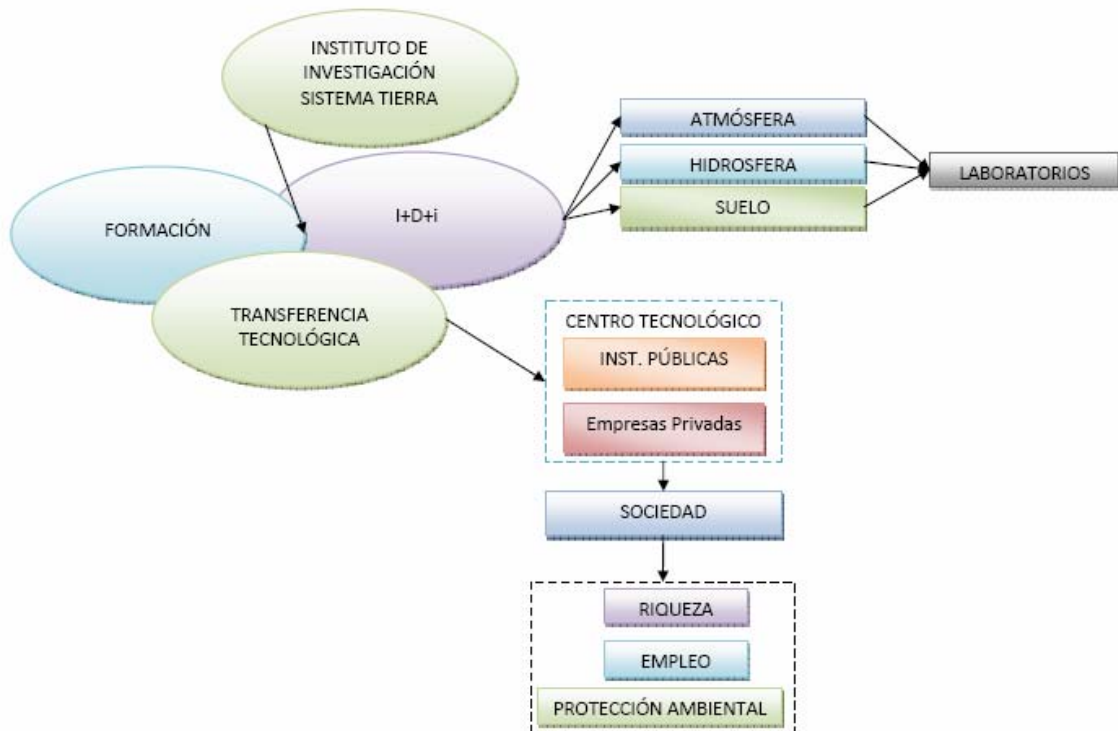 INSTITUTO DE
INVESTIGACIÓN
SISTEMA TIERRA
FORMACIÓN
I+D+i
TRANSFERENCIA
TECNOLÓGICA
ATMÓSFERA
HIDROSFERA
SUELO
LABORATORIOS
CENTRO TECNOLÓGICO
INST. PÚBLICAS
Empresas Privadas
SOCIEDAD
RIQUEZA
EMPLEO
PROTECCIÓN AMBIENTAL